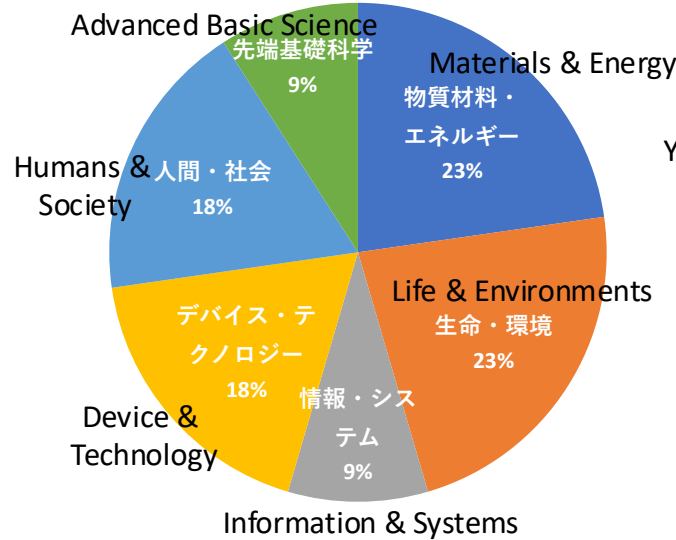 Advanced Basic Science
先端基礎科学
9%
Materials & Energy
物質材料・
エネルギー
23%
Y
Humans &
Society
人間・社会
18%
Life & Environments
生命・環境
23%
デバイス・テ
クノロジー
18%
Device &
Technology
情報・シス
テム
9%
Information & Systems